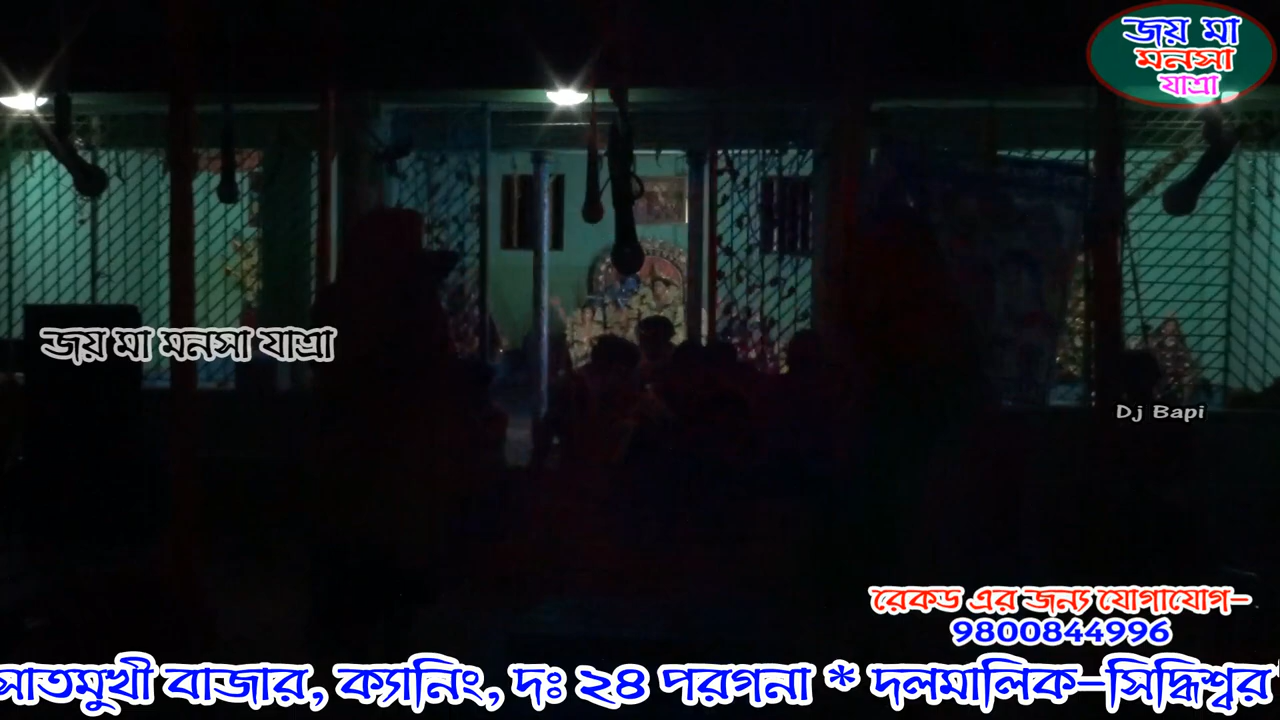 জয় মা
মনসা
যাত্রা
জয় মা মনসা যাত্রা
Dj Bapi
রেকড এর জন্য যোগাযোগ-
9800844996
সাতমুখী বাজার, ক্যানিং, দঃ ২৪ পরগনা * দলমালিক-সিদ্ধিশ্বর